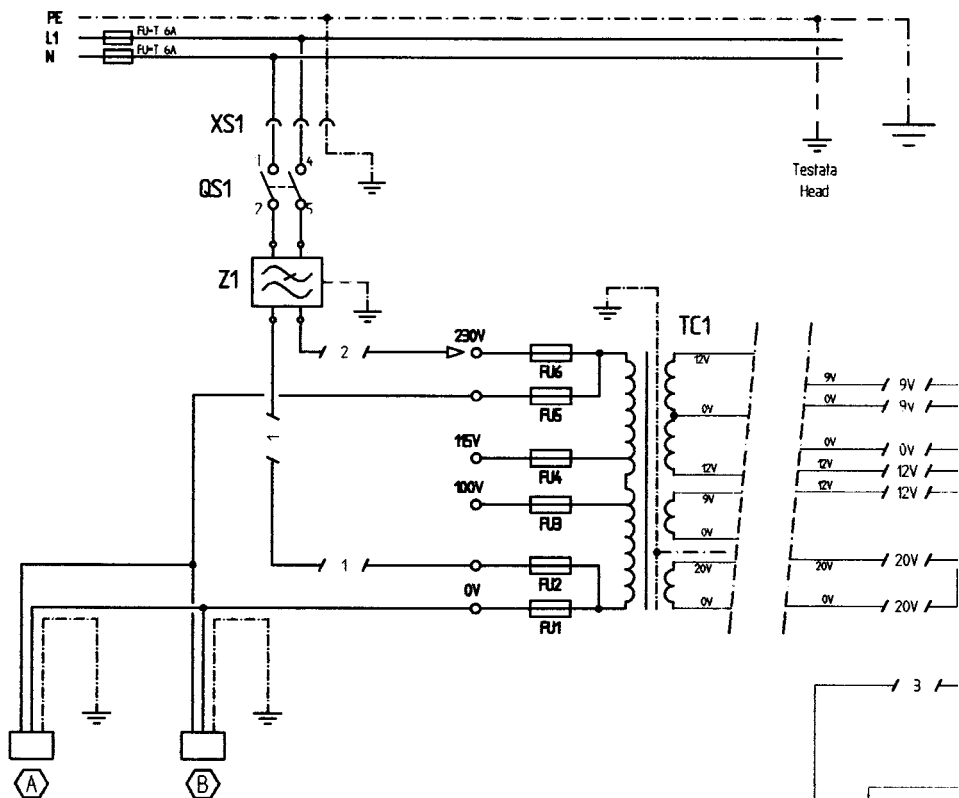 PE
L1 FU=T 6A
N FU=T 6A
XS1
1 4
QS1
2 5
Testata
Head
Z1
TC1
230V
2
FU6
12V
9V 9V
0V 9V
FU5
0V
1
115V
0V 0V
FU4
12V 12V
12V
100V
9V
12V 12V
FU3
0V
1
20V
20V 20V
FU2
0V
0V
0V 20V
FU1
3
A B